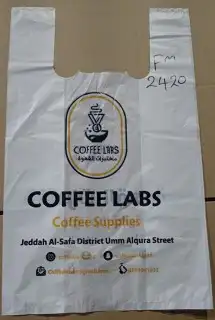 Fm
2420
COFFEE LABS
مختبرات القهوة
COFFEE LABS
Coffee Supplies
Jeddah Al-Safa District Umm Alqura Street